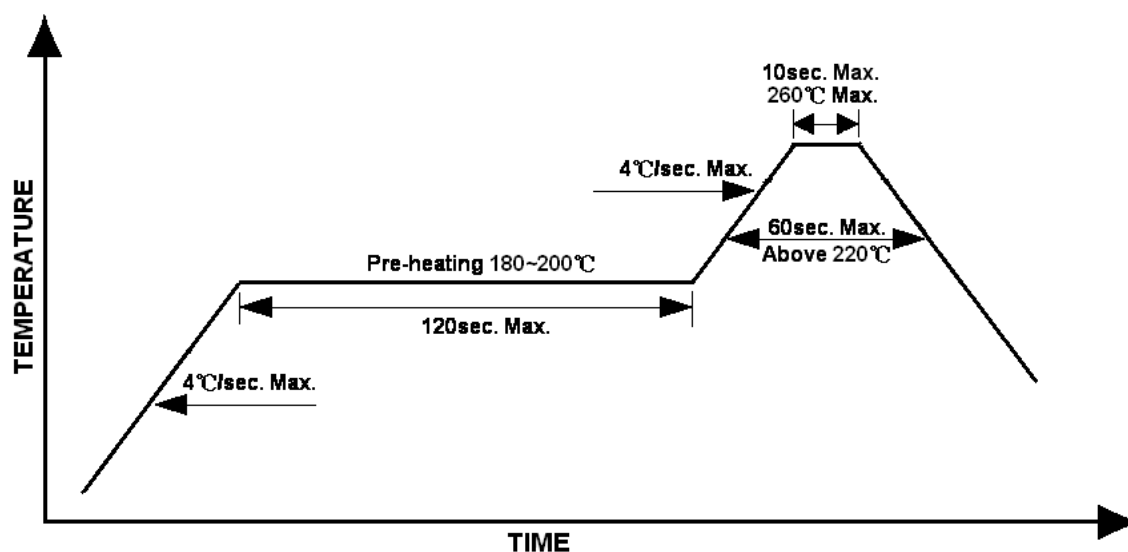 10sec. Max.
260℃ Max.
4℃/sec. Max.
60sec. Max.
Above 220℃
Pre-heating 180~200℃
120sec. Max.
4℃/sec. Max.
TEMPERATURE
TIME